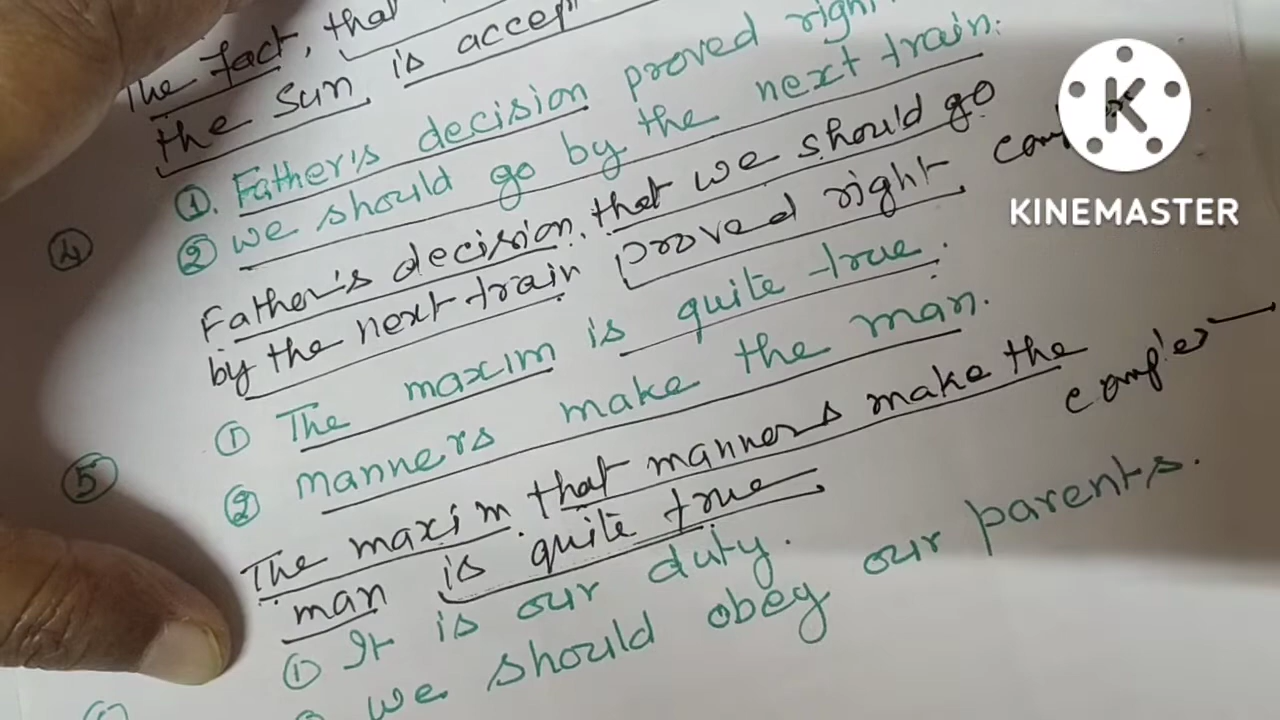 The fact, that
the Sun is accep
①. Father's decision proved right.
② we should go by the next train.
④
Father's decision, that we should go
by the next train proved right
⑤
① The maxim is quite true.
② manners make the man.
The maxim that manners make the
man is quite true
① It is our duty.
we should obey our parents.
K
KINEMASTER